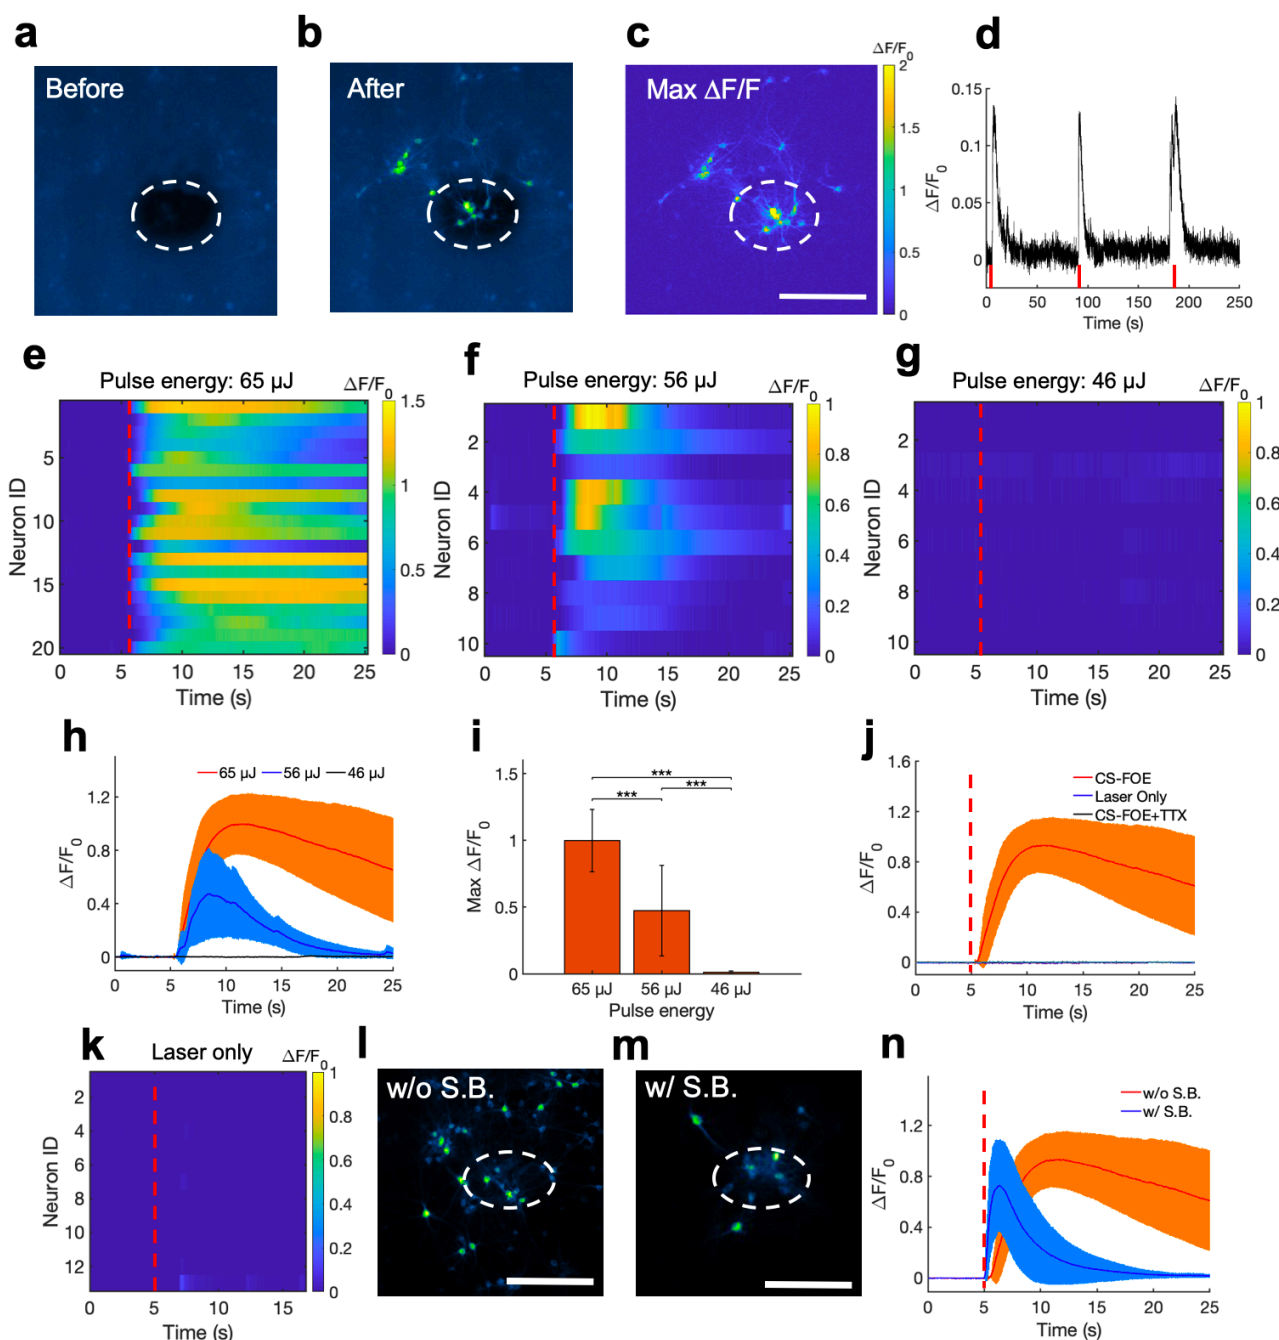 a
Before
b
After
c
Max ΔF/F
ΔF/F0
2
1.5
1
0.5
0
d
0.15
0.1
0.05
0
ΔF/F0
0 50 100 150 200 250
Time (s)
e
Pulse energy: 65 µJ
ΔF/F0
1.5
1
0.5
0
Neuron ID
5
10
15
20
0 5 10 15 20 25
Time (s)
f
Pulse energy: 56 µJ
ΔF/F0
1
0.8
0.6
0.4
0.2
0
Neuron ID
2
4
6
8
10
0 5 10 15 20 25
Time (s)
g
Pulse energy: 46 µJ
ΔF/F0
1
0.8
0.6
0.4
0.2
0
Neuron ID
2
4
6
8
10
0 5 10 15 20 25
Time (s)
h
65 µJ 56 µJ 46 µJ
1.2
0.8
0.4
0
ΔF/F0
0 5 10 15 20 25
Time (s)
i
1.5
1
0.5
0
Max ΔF/F0
***
*** ***
65 µJ 56 µJ 46 µJ
Pulse energy
j
CS-FOE
Laser Only
CS-FOE+TTX
1.6
1.2
0.8
0.4
0
ΔF/F0
0 5 10 15 20 25
Time (s)
k
Laser only
ΔF/F0
1
0.8
0.6
0.4
0.2
0
Neuron ID
2
4
6
8
10
12
0 5 10 15
Time (s)
l
w/o S.B.
m
w/ S.B.
n
w/o S.B.
w/ S.B.
1.2
0.8
0.4
0
ΔF/F0
0 5 10 15 20 25
Time (s)